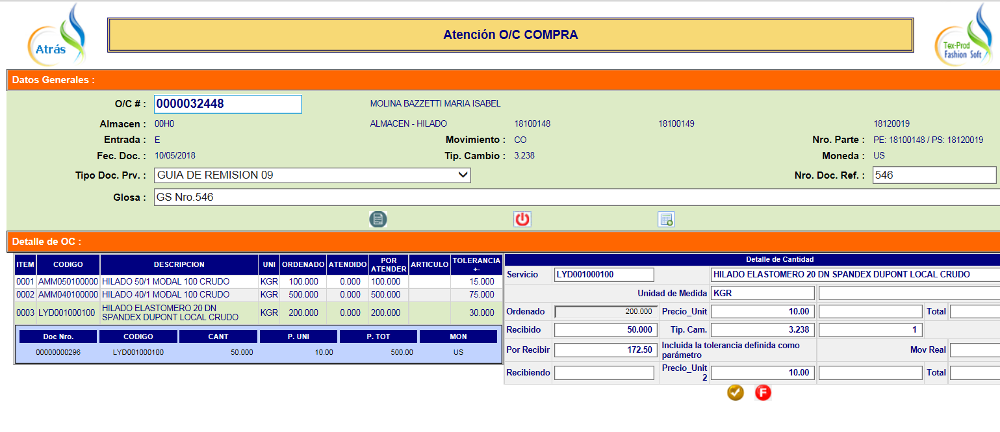 Atrás
Atención O/C COMPRA
Tex-Prod
Fashion Soft
Datos Generales :
O/C # : 0000032448 MOLINA BAZZETTI MARIA ISABEL
Almacen : 00H0 ALMACEN - HILADO 18100148 18100149 18120019
Entrada : E Movimiento : CO Nro. Parte : PE: 18100148 / PS: 18120019
Fec. Doc. : 10/05/2018 Tip. Cambio : 3.238 Moneda : US
Tipo Doc. Prv. : GUIA DE REMISION 09 Nro. Doc. Ref. : 546
Glosa : GS Nro.546
Detalle de OC :
ITEM CODIGO DESCRIPCION UNI ORDENADO ATENDIDO POR ATENDER ARTICULO TOLERANCIA +-
0001 AMM050100000 HILADO 50/1 MODAL 100 CRUDO KGR 100.000 0.000 100.000 15.000
0002 AMM040100000 HILADO 40/1 MODAL 100 CRUDO KGR 500.000 0.000 500.000 75.000
0003 LYD001000100 HILADO ELASTOMERO 20 DN SPANDEX DUPONT LOCAL CRUDO KGR 200.000 0.000 200.000 30.000
Doc Nro. CODIGO CANT P. UNI P. TOT MON
00000000296 LYD001000100 50.000 10.00 500.00 US
Detalle de Cantidad
Servicio LYD001000100 HILADO ELASTOMERO 20 DN SPANDEX DUPONT LOCAL CRUDO
Unidad de Medida KGR
Ordenado 200.000 Precio_Unit 10.00 Total
Recibido 50.000 Tip. Cam. 3.238 1
Por Recibir 172.50 Incluida la tolerancia definida como parámetro Mov Real
Recibiendo Precio_Unit 2 10.00 Total
F